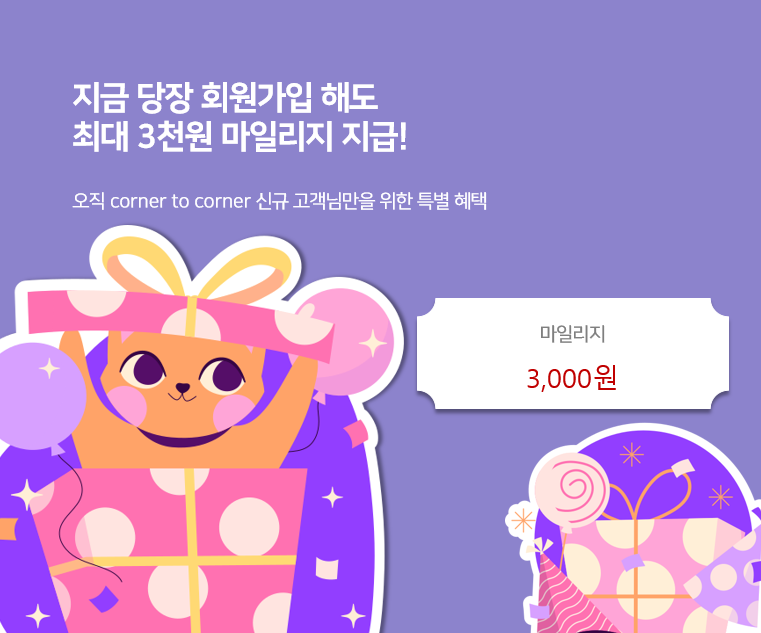 지금 당장 회원가입 해도
최대 3천원 마일리지 지급!
오직 corner to corner 신규 고객님만을 위한 특별 혜택
마일리지
3,000원